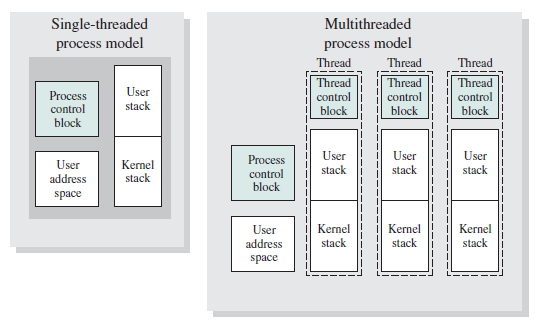 Single-threaded
process model
Process
control
block
User
stack
User
address
space
Kernel
stack
Multithreaded
process model
Thread
Thread
Thread
Thread
control
block
Thread
control
block
Thread
control
block
Process
control
block
User
stack
User
stack
User
stack
User
address
space
Kernel
stack
Kernel
stack
Kernel
stack